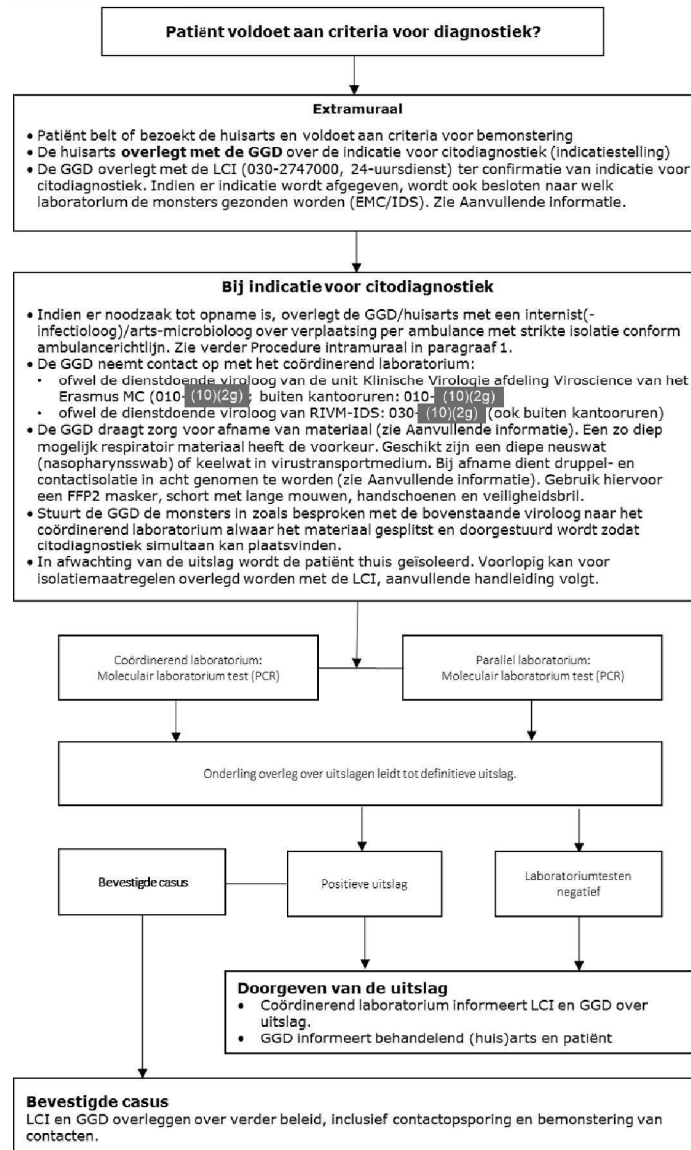 Patiënt voldoet aan criteria voor diagnostiek?
Extramuraal
• Patiënt belt of bezoekt de huisarts en voldoet aan criteria voor bemonstering
• De huisarts overlegt met de GGD over de indicatie voor citodiagnostiek (indicatiestelling)
• De GGD overlegt met de LCI (030-2747000, 24-uursdienst) ter confirmatie van indicatie voor
citodiagnostiek. Indien er indicatie wordt afgegeven, wordt ook besloten naar welk
laboratorium de monsters gezonden worden (EMC/IDS). Zie Aanvullende informatie.
Bij indicatie voor citodiagnostiek
• Indien er noodzaak tot opname is, overlegt de GGD/huisarts met een internist(-
infectioloog)/arts-microbioloog over verplaatsing per ambulance met strikte isolatie conform
ambulancerichtlijn. Zie verder Procedure intramuraal in paragraaf 1.
• De GGD neemt contact op met het coördinerend laboratorium:
• ofwel de dienstdoende viroloog van de unit Klinische Virologie afdeling Viroscience van het
Erasmus MC (010- (10)(2g) ; buiten kantooruren: 010- (10)(2g)
• ofwel de dienstdoende viroloog van RIVM-IDS: 030- (10)(2g) (ook buiten kantooruren)
• De GGD draagt zorg voor afname van materiaal (zie Aanvullende informatie). Een zo diep
mogelijk respiratoir materiaal heeft de voorkeur. Geschikt zijn een diepe neuswat
(nasopharynsswab) of keelwat in virustransportmedium. Bij afname dient druppel- en
contactisolatie in acht genomen te worden (zie Aanvullende informatie). Gebruik hiervoor
een FFP2 masker, schort met lange mouwen, handschoenen en veiligheidsbril.
• Stuurt de GGD de monsters in zoals besproken met de bovenstaande viroloog naar het
coördinerend laboratorium alwaar het materiaal gesplitst en doorgestuurd wordt zodat
citodiagnostiek simultaan kan plaatsvinden.
• In afwachting van de uitslag wordt de patiënt thuis geïsoleerd. Voorlopig kan voor
isolatiemaatregelen overlegd worden met de LCI, aanvullende handleiding volgt.
Coördinerend laboratorium:
Moleculair laboratorium test (PCR)
Parallel laboratorium:
Moleculair laboratorium test (PCR)
Onderling overleg over uitslagen leidt tot definitieve uitslag.
Bevestigde casus
Positieve uitslag
Laboratoriumtesten
negatief
Doorgeven van de uitslag
• Coördinerend laboratorium informeert LCI en GGD over
uitslag.
• GGD informeert behandelend (huis)arts en patiënt
Bevestigde casus
LCI en GGD overleggen over verder beleid, inclusief contactopsporing en bemonstering van
contacten.